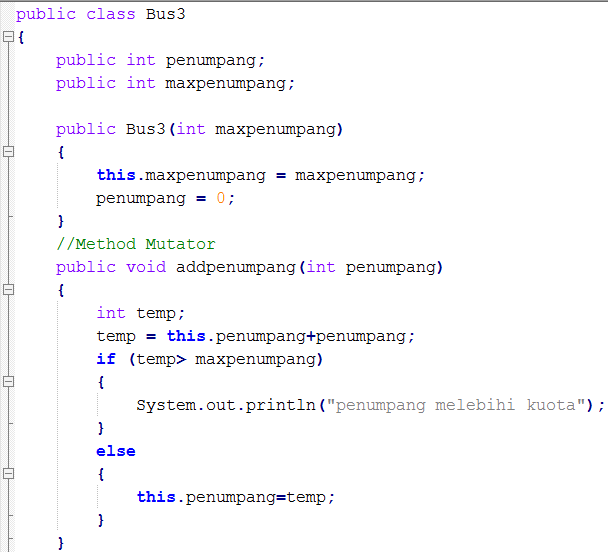 public class Bus3
{
    public int penumpang;
    public int maxpenumpang;

    public Bus3(int maxpenumpang)
    {
        this.maxpenumpang = maxpenumpang;
        penumpang = 0;
    }
    //Method Mutator
    public void addpenumpang(int penumpang)
    {
        int temp;
        temp = this.penumpang+penumpang;
        if (temp> maxpenumpang)
        {
            System.out.println("penumpang melebihi kuota");
        }
        else
        {
            this.penumpang=temp;
        }
    }